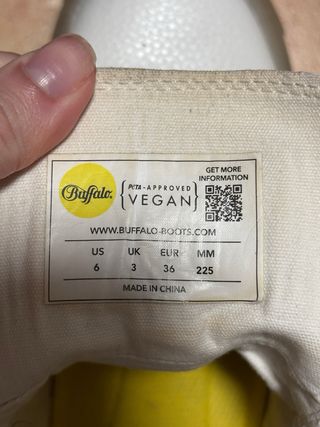 Buffalo.
PETA - APPROVED
VEGAN
GET MORE
INFORMATION
WWW.BUFFALO-BOOTS.COM
US UK EUR MM
6 3 36 225
MADE IN CHINA